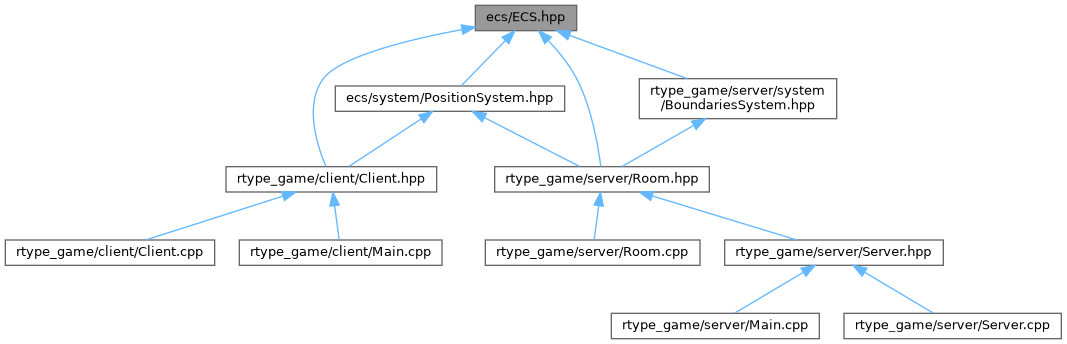 ecs/ECS.hpp
ecs/system/PositionSystem.hpp
rtype_game/server/system
/BoundariesSystem.hpp
rtype_game/client/Client.hpp
rtype_game/server/Room.hpp
rtype_game/client/Client.cpp
rtype_game/client/Main.cpp
rtype_game/server/Room.cpp
rtype_game/server/Server.hpp
rtype_game/server/Main.cpp
rtype_game/server/Server.cpp